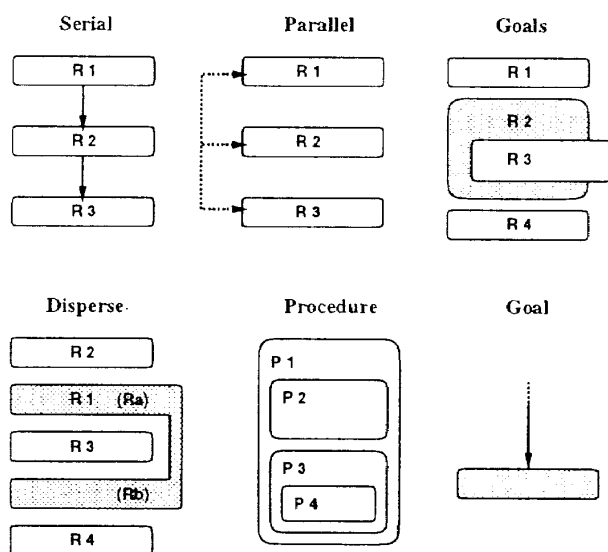 Serial
Parallel
Goals
R 1
R 1
R 1
R 2
R 2
R 2
R 3
R 3
R 3
R 4
Disperse
Procedure
Goal
R 2
P 1
R 1 (Ra)
P 2
R 3
P 3
(Rb)
P 4
R 4